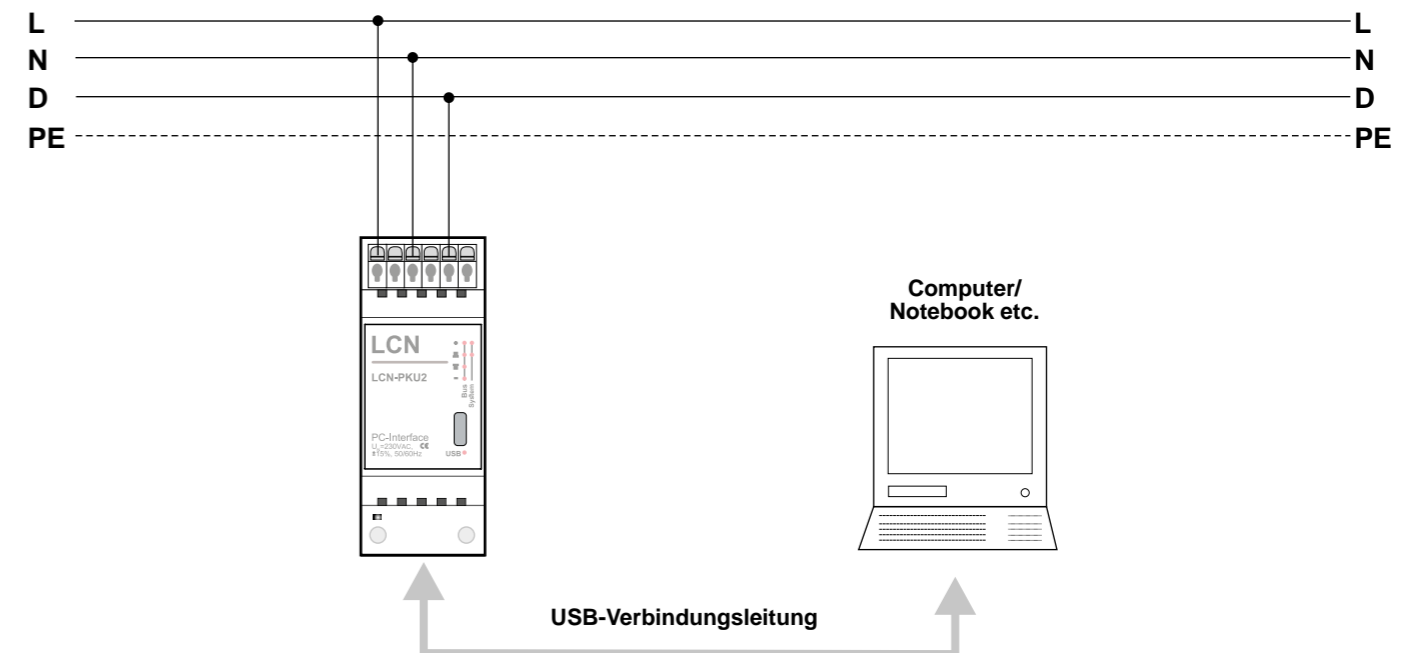 L L
N N
D D
PE PE
Computer/
Notebook etc.
LCN
LCN-PKU2
Bus
System
PC-Interface
U₀=230VAC, CE
±15%, 50/60Hz USB
USB-Verbindungsleitung